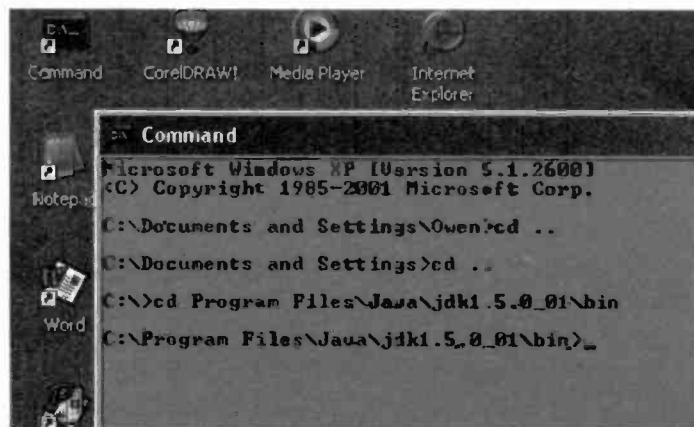 Command
CorelDRAW!
Media Player
Internet
Explorer
Notepad
Word
Command
Microsoft Windows XP [Version 5.1.2600]
<C> Copyright 1985-2001 Microsoft Corp.
C:\Documents and Settings\Owen>cd ..
C:\Documents and Settings>cd ..
C:\>cd Program Files\Java\jdk1.5.0_01\bin
C:\Program Files\Java\jdk1.5.0_01\bin>_